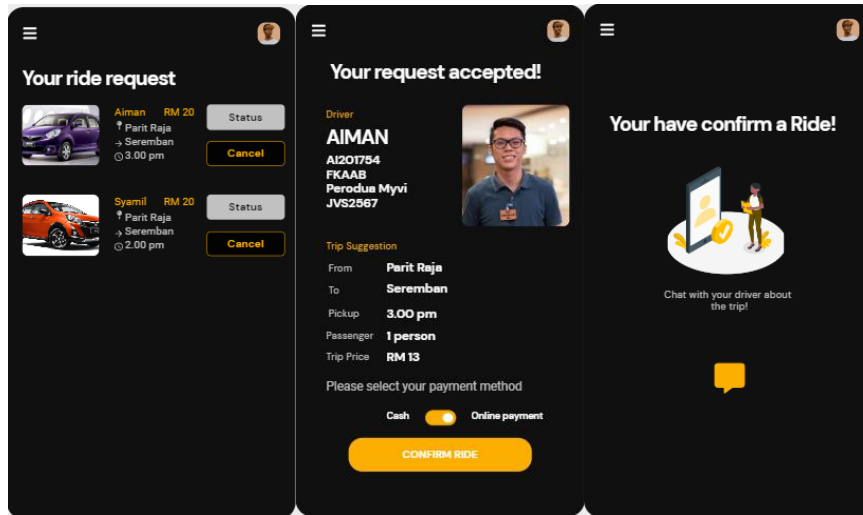 Your ride request
Aiman RM 20
Parit Raja
Seremban
3.00 pm
Status
Cancel
Syamil RM 20
Parit Raja
Seremban
2.00 pm
Status
Cancel
Your request accepted!
Driver
AIMAN
AI201754
FKAAB
Perodua Myvi
JVS2567
Trip Suggestion
From Parit Raja
To Seremban
Pickup 3.00 pm
Passenger 1 person
Trip Price RM 13
Please select your payment method
Cash Online payment
CONFIRM RIDE
Your have confirm a Ride!
Chat with your driver about
the trip!